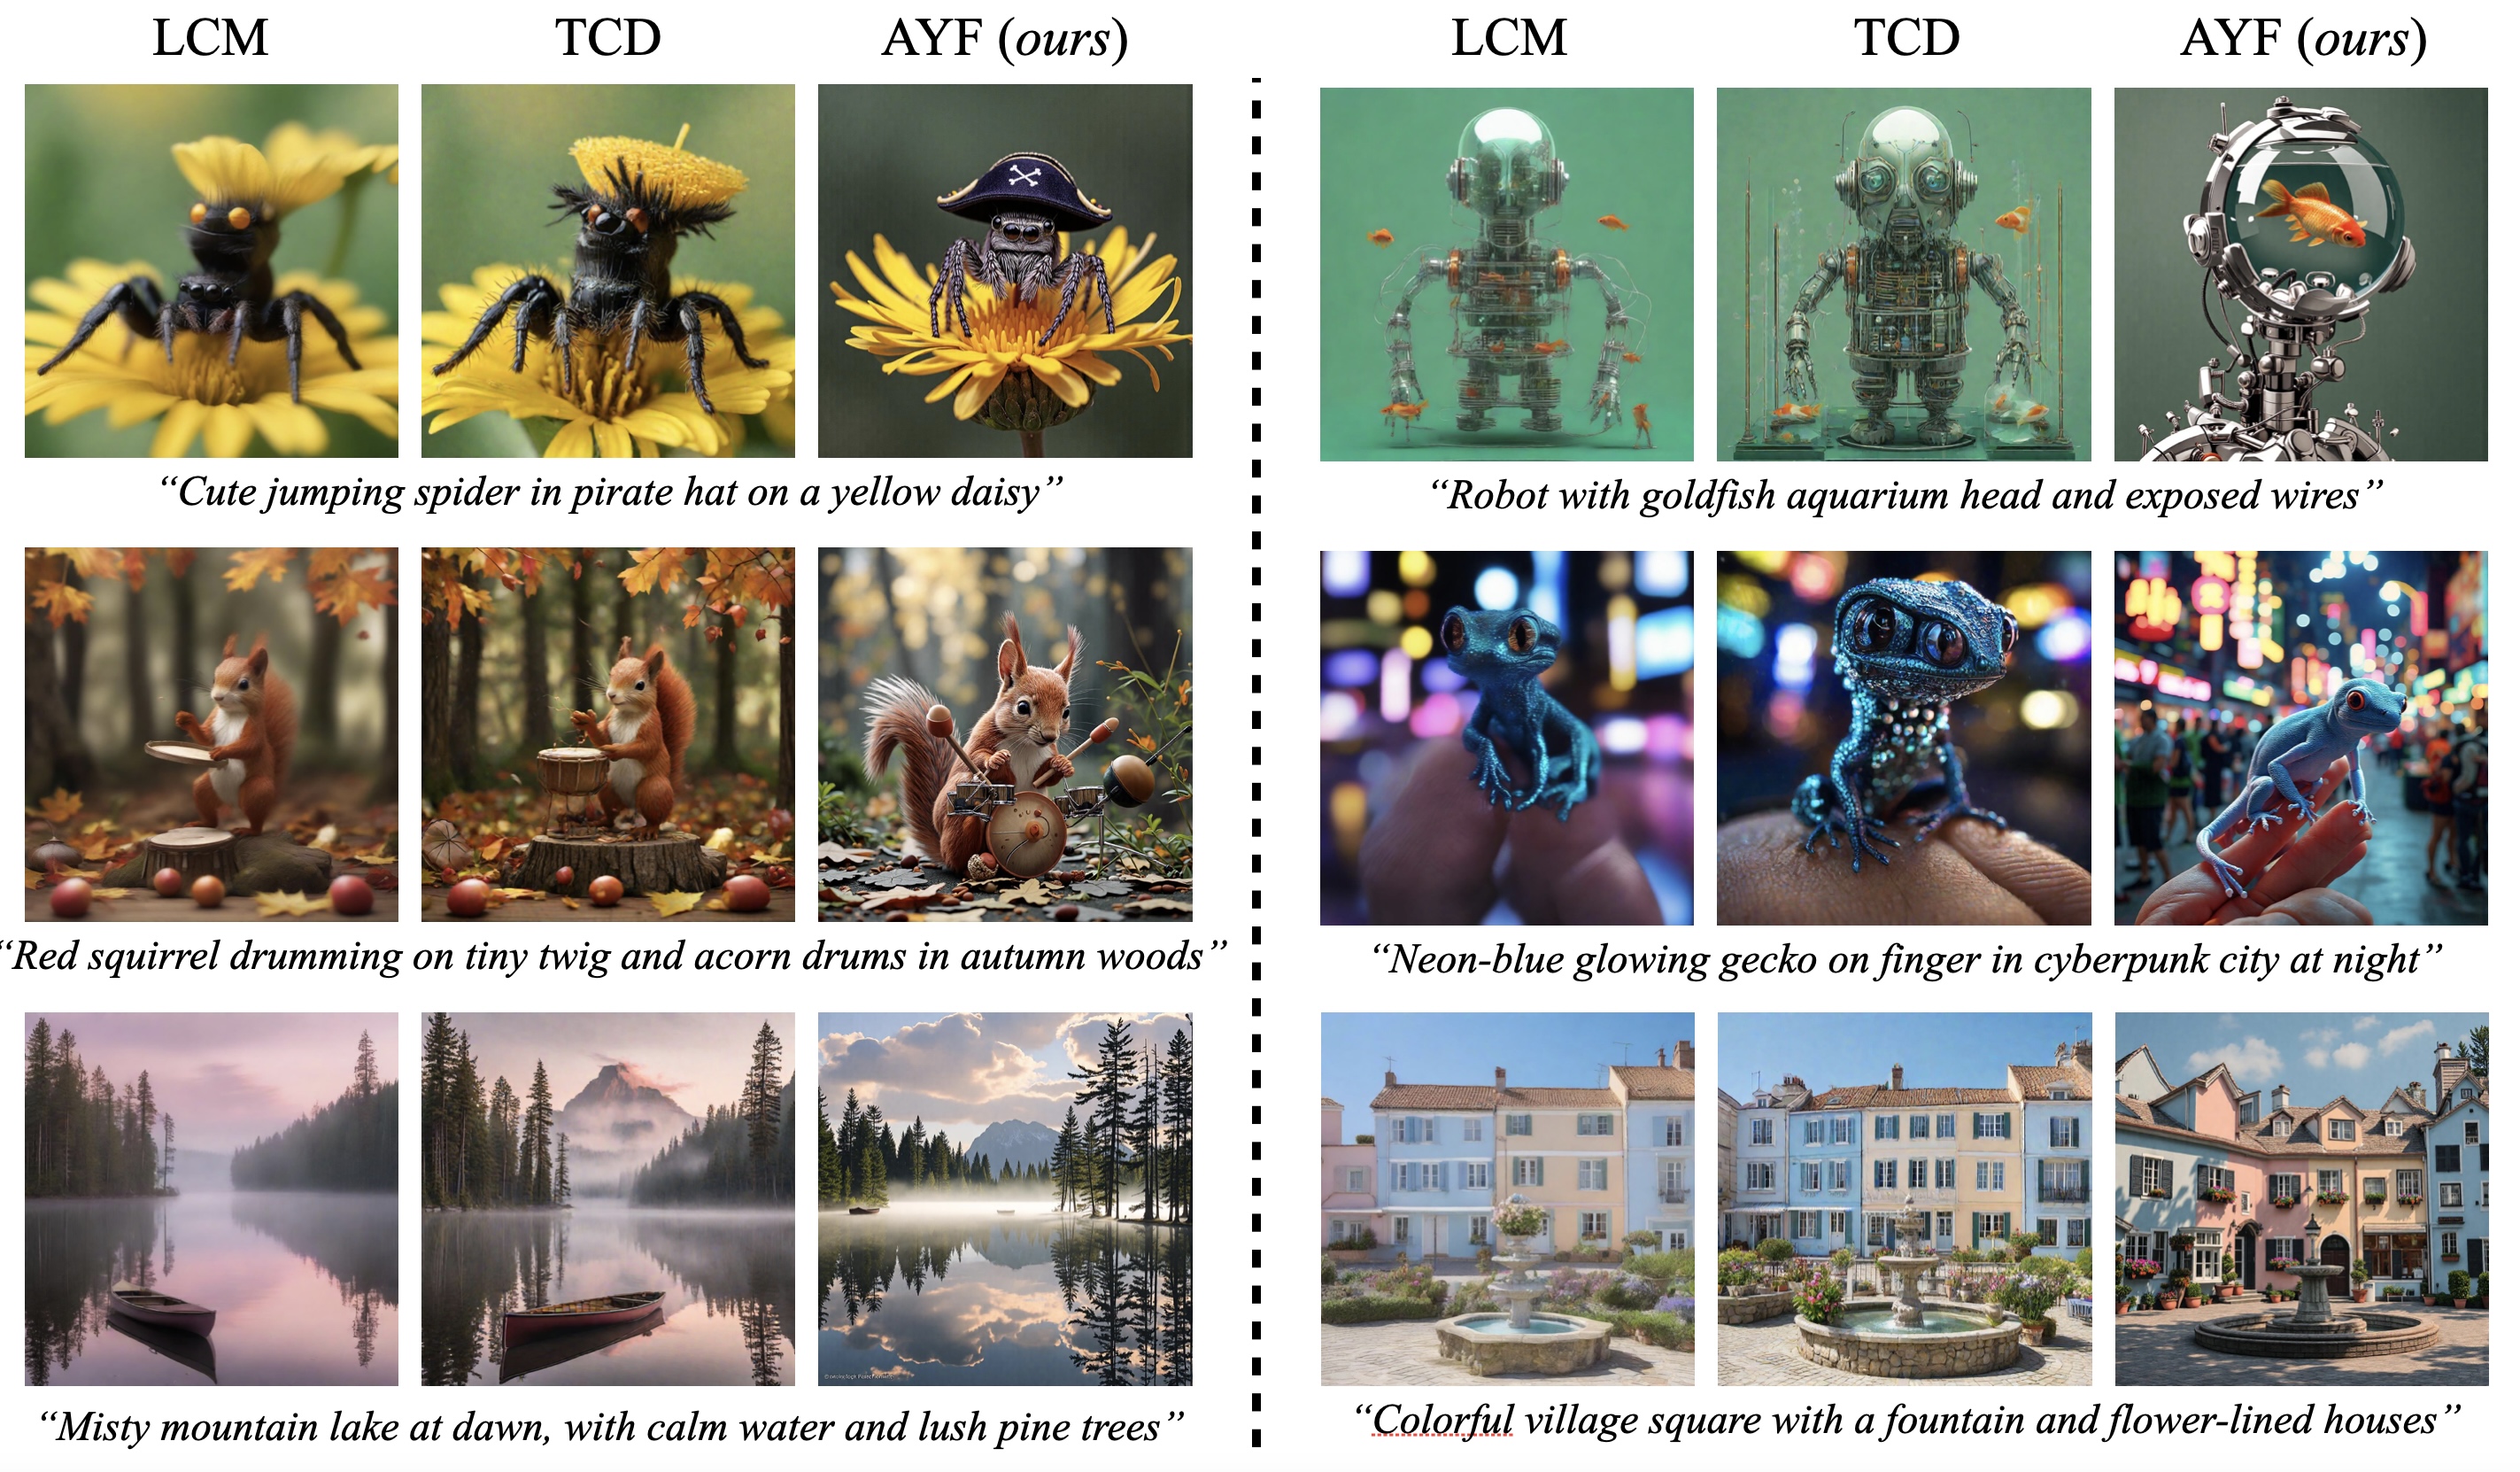 LCM TCD AYF (ours) LCM TCD AYF (ours)
“Cute jumping spider in pirate hat on a yellow daisy”
“Robot with goldfish aquarium head and exposed wires”
“Red squirrel drumming on tiny twig and acorn drums in autumn woods”
“Neon-blue glowing gecko on finger in cyberpunk city at night”
“Misty mountain lake at dawn, with calm water and lush pine trees”
“Colorful village square with a fountain and flower-lined houses”